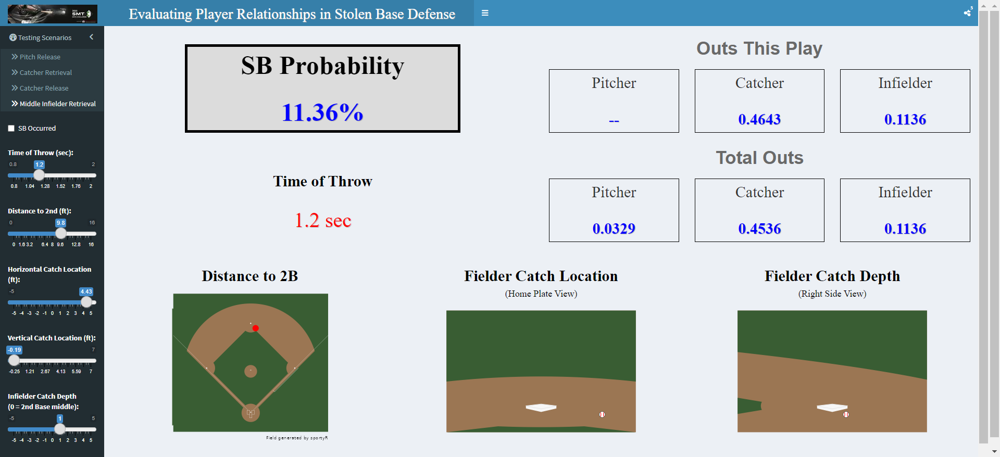 2023
SMT
DATA CHALLENGE
Evaluating Player Relationships in Stolen Base Defense
5
Testing Scenarios
Pitch Release
Catcher Retrieval
Catcher Release
Middle Infielder Retrieval
SB Occurred
Time of Throw (sec):
0.8 1.2 2
0.8 1.04 1.28 1.52 1.76 2
Distance to 2nd (ft):
0 9.8 16
0 1.6 3.2 6.4 8 9.6 12.8 16
Horizontal Catch Location
(ft):
-5 4.43
-5 -4 -3 -2 -1 0 1 2 3 4 5
Vertical Catch Location (ft):
-0.19 7
-0.25 1.21 2.67 4.13 5.59 7
Infielder Catch Depth
(0 = 2nd Base middle):
-5 1 5
-5 -4 -3 -2 -1 0 1 2 3 4 5
SB Probability
11.36%
Outs This Play
Pitcher Catcher Infielder
-- 0.4643 0.1136
Time of Throw
1.2 sec
Total Outs
Pitcher Catcher Infielder
0.0329 0.4536 0.1136
Distance to 2B
Field generated by sportyR
Fielder Catch Location
(Home Plate View)
Fielder Catch Depth
(Right Side View)